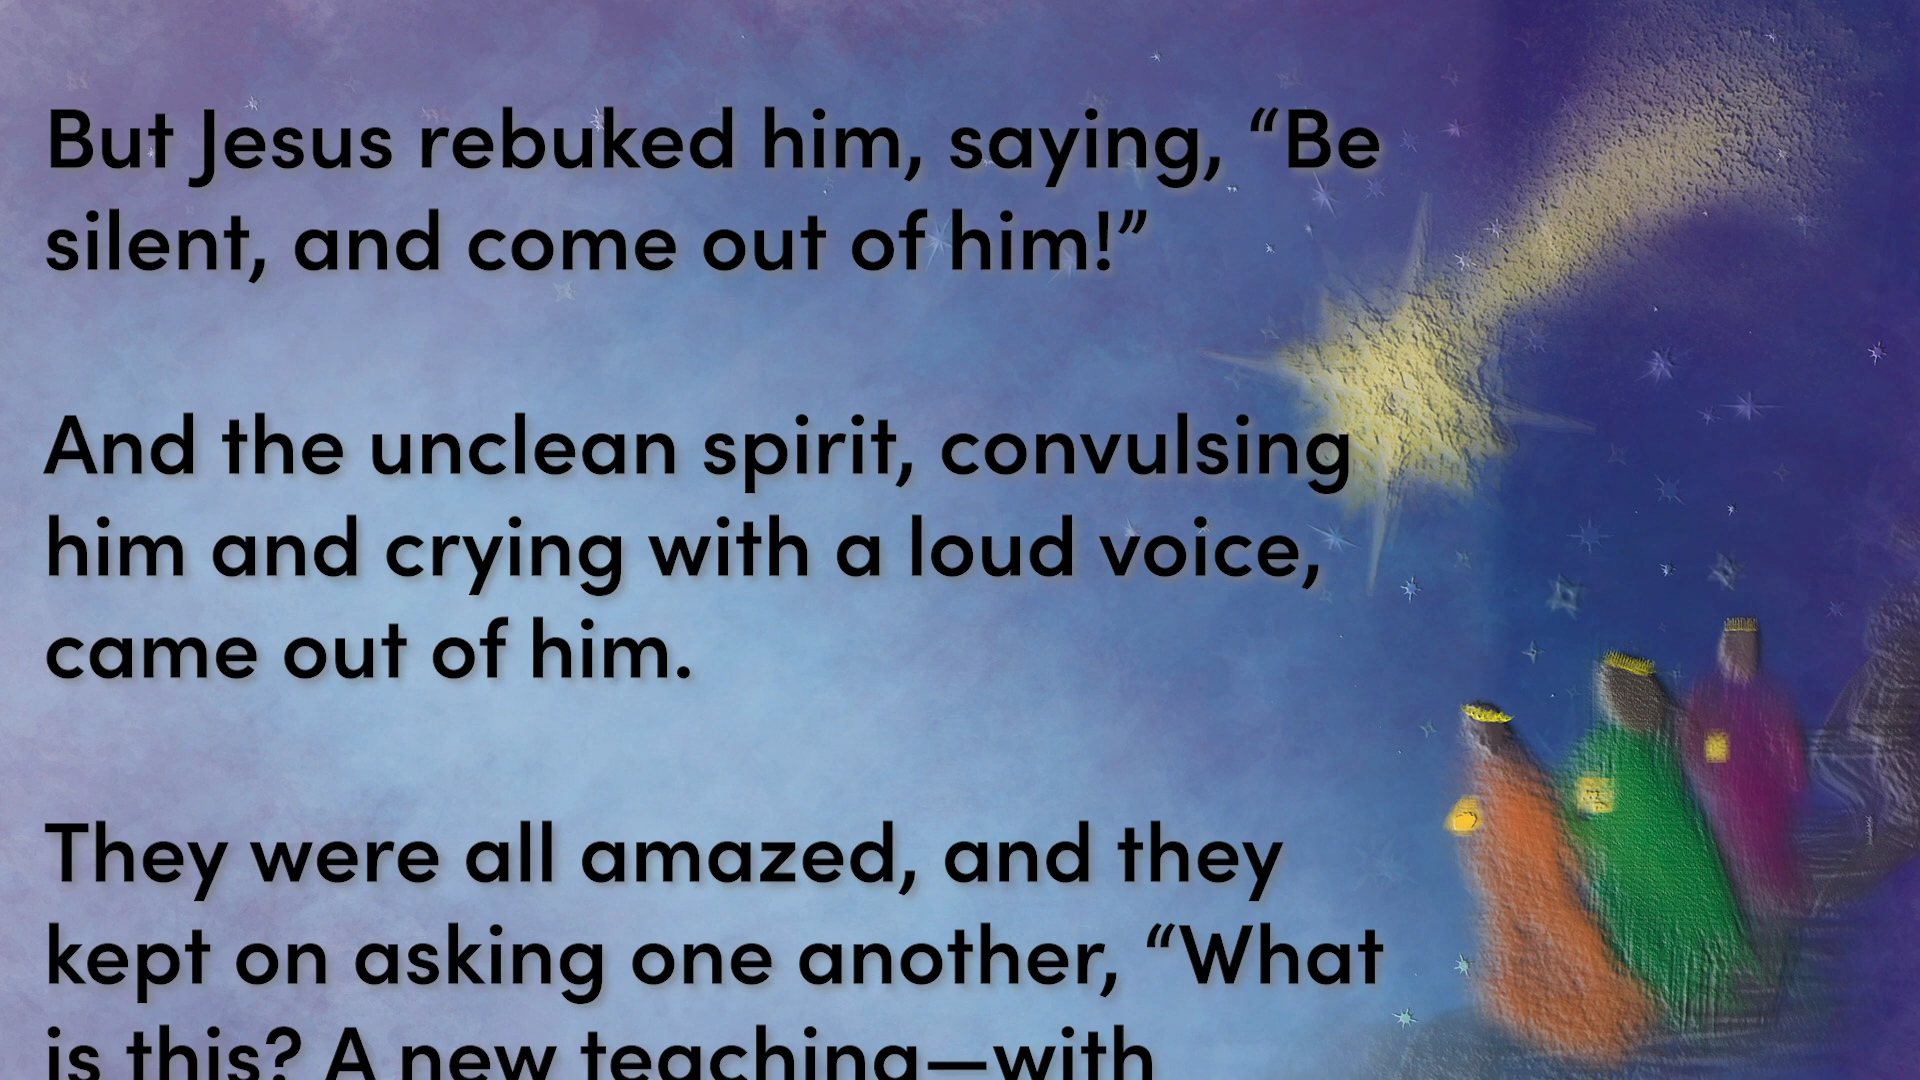 But Jesus rebuked him, saying, “Be
silent, and come out of him!”
And the unclean spirit, convulsing
him and crying with a loud voice,
came out of him.
They were all amazed, and they
kept on asking one another, “What
is this? A new teaching—with